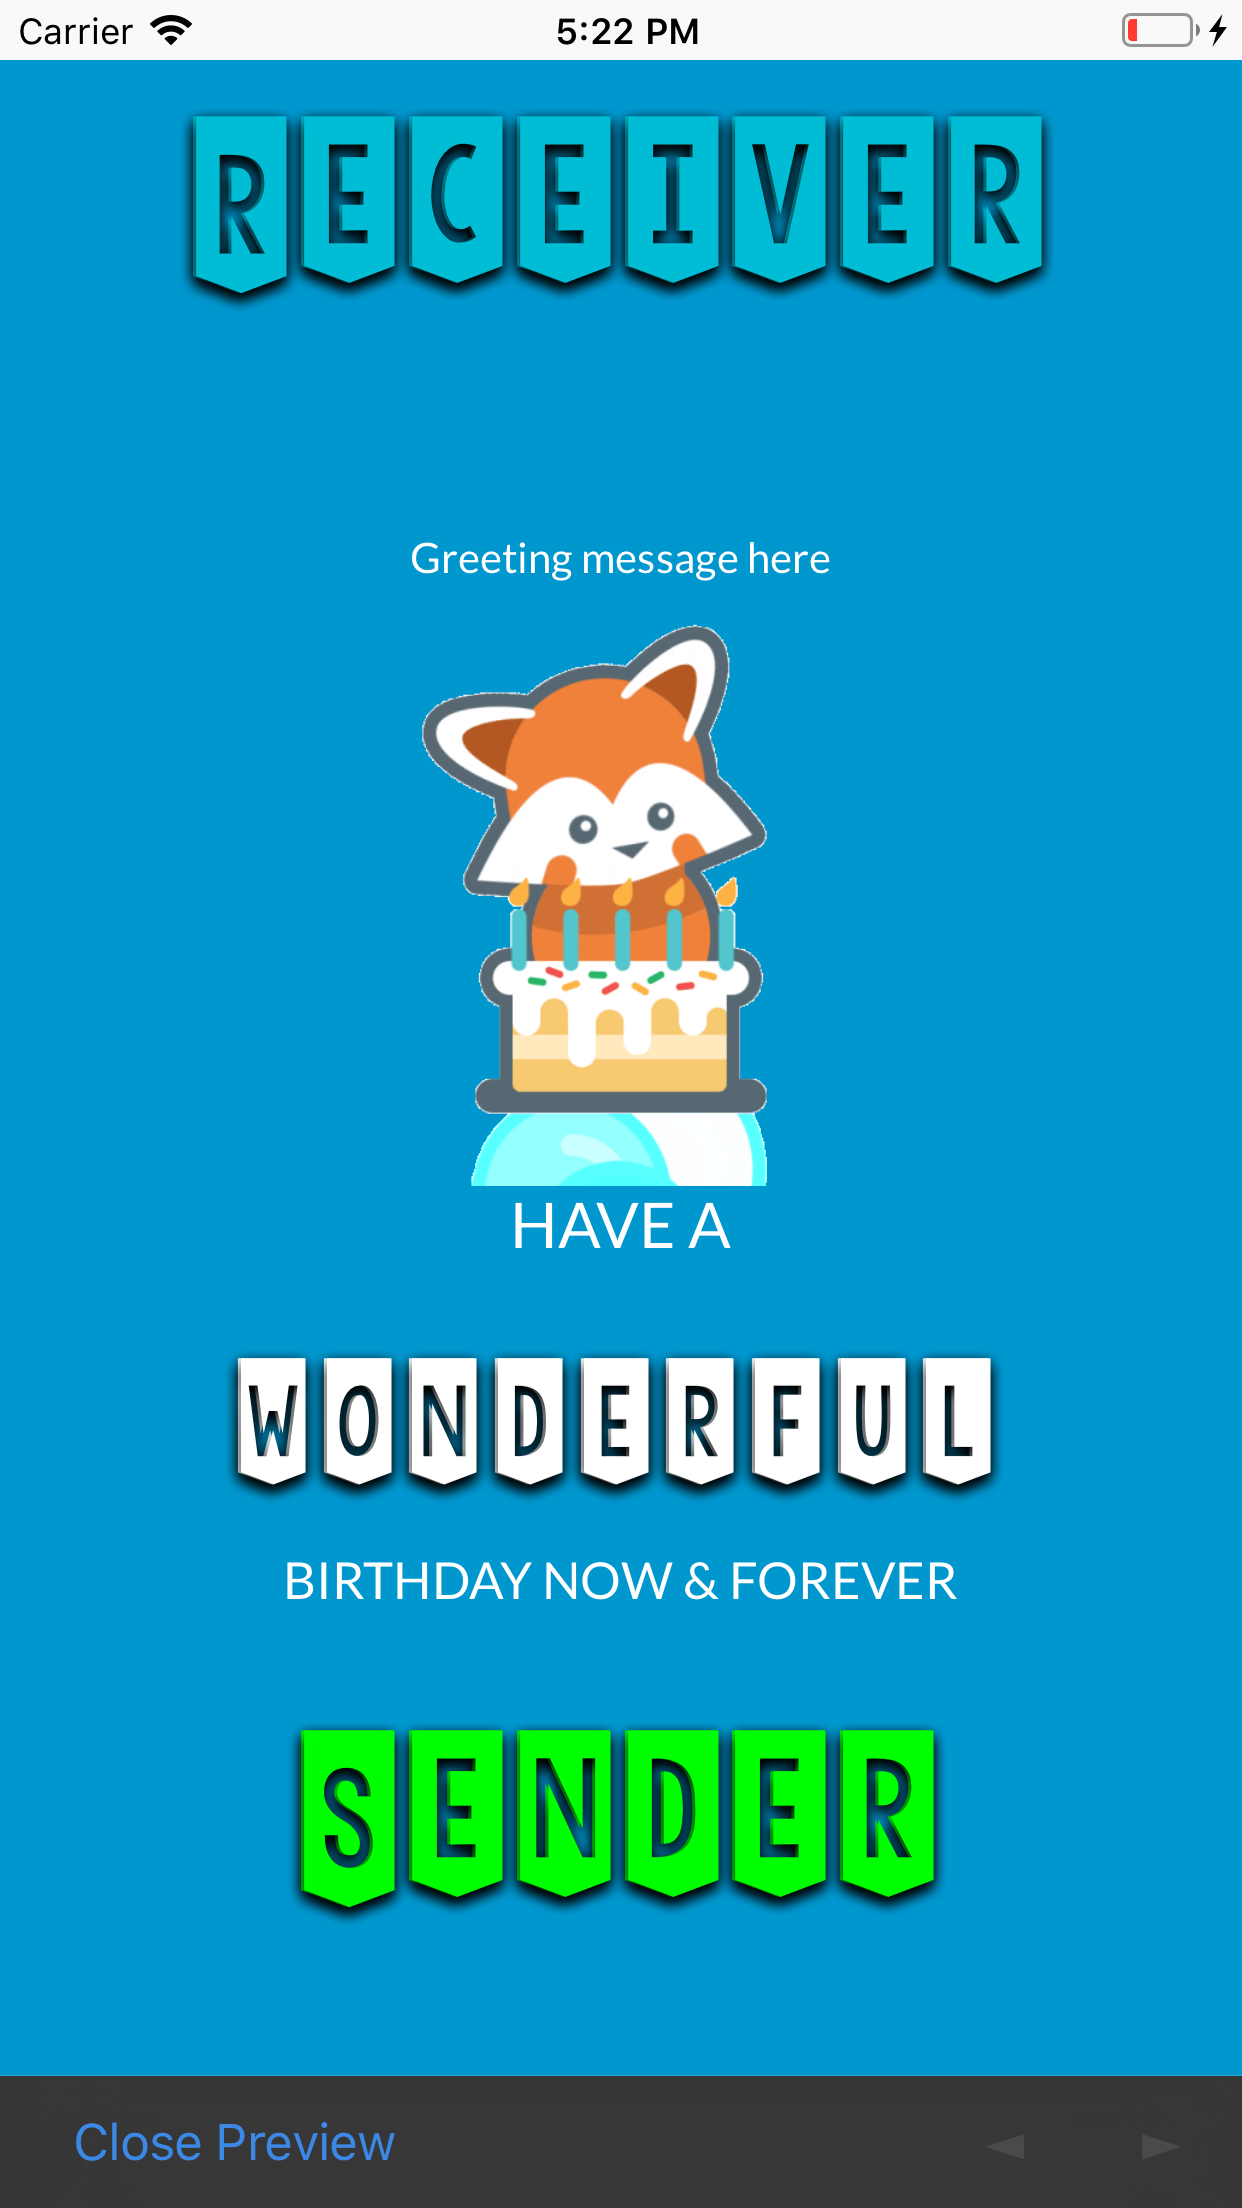 Carrier 5:22 PM
RECEIVER
Greeting message here
HAVE A
WONDERFUL
BIRTHDAY NOW & FOREVER
SENDER
Close Preview